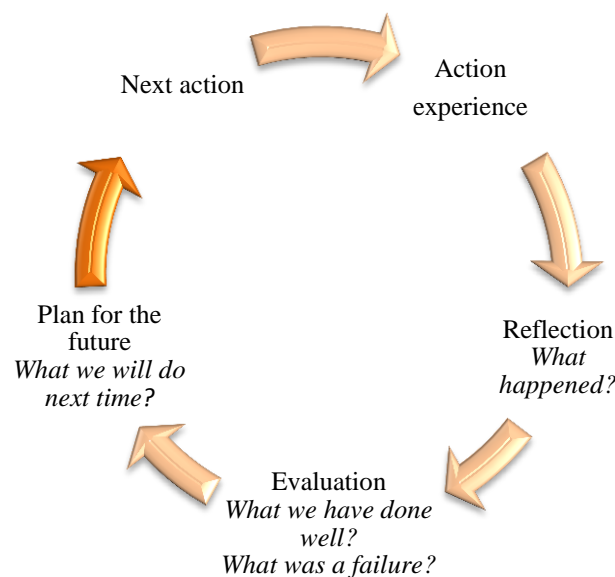 Next action
Action
experience
Reflection
What
happened?
Evaluation
What we have done
well?
What was a failure?
Plan for the
future
What we will do
next time?